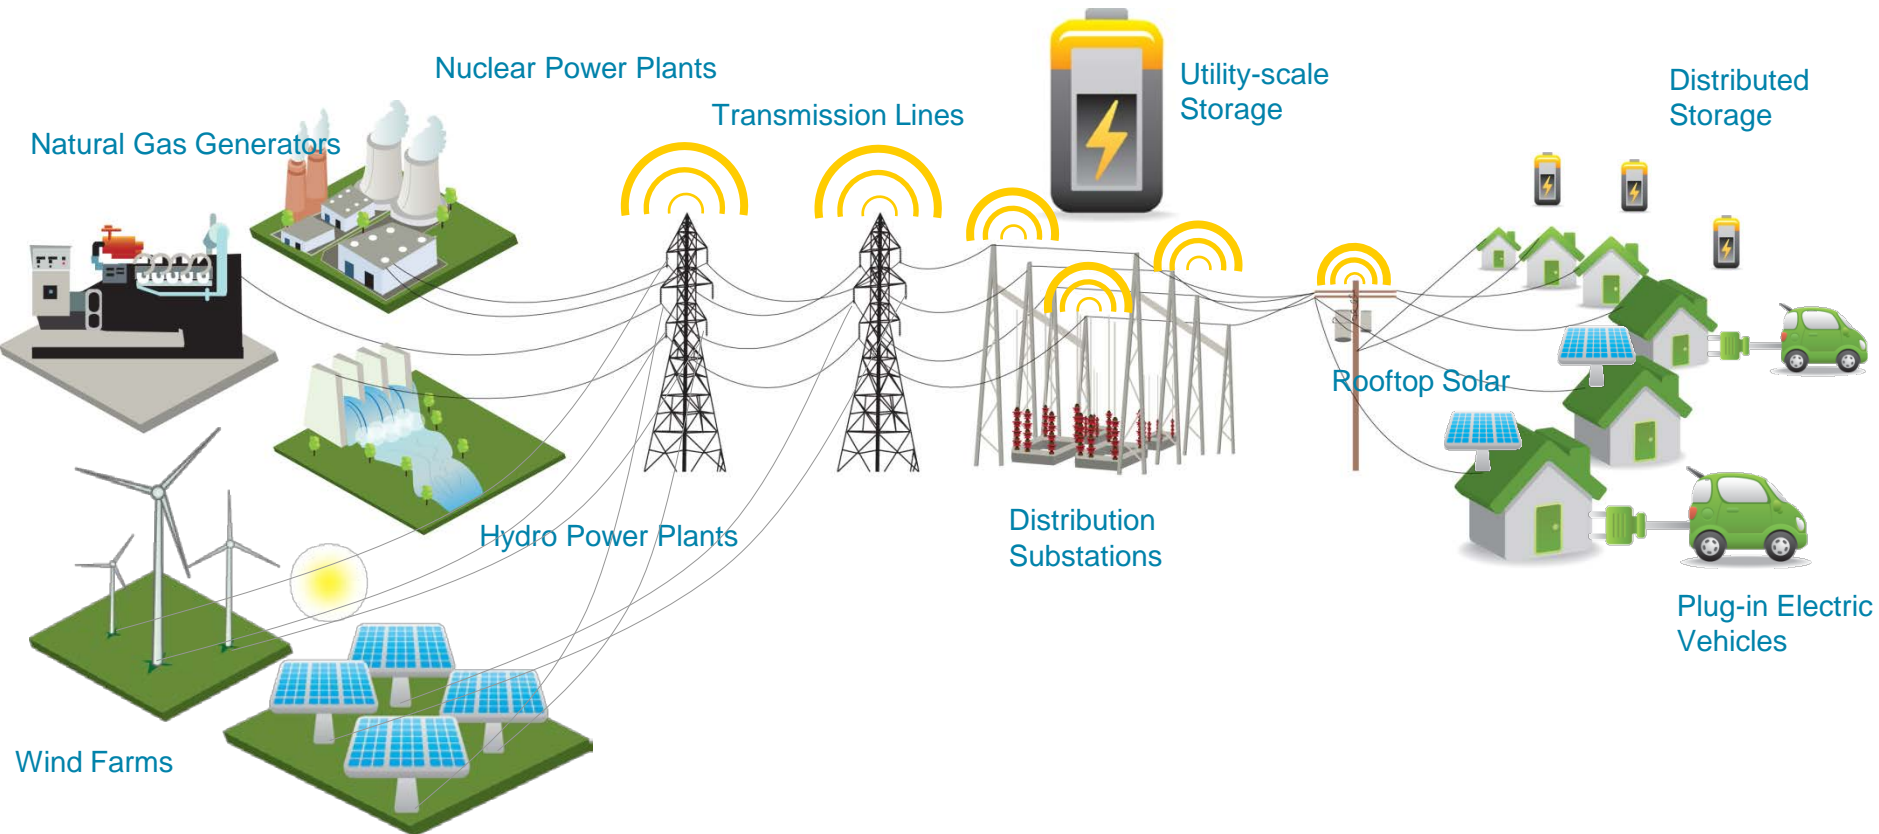 Nuclear Power Plants
Natural Gas Generators
Transmission Lines
Utility-scale
Storage
Distributed
Storage
Rooftop Solar
Hydro Power Plants
Distribution
Substations
Plug-in Electric
Vehicles
Wind Farms